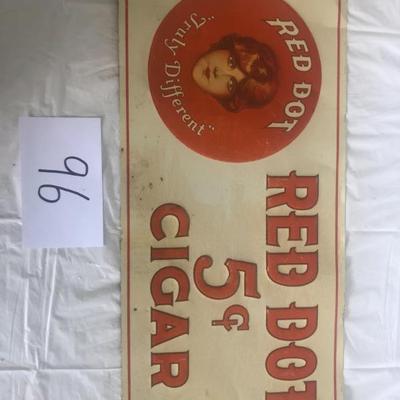 RED DOT
"Truly Different"
RED DOT
5¢
CIGAR
96